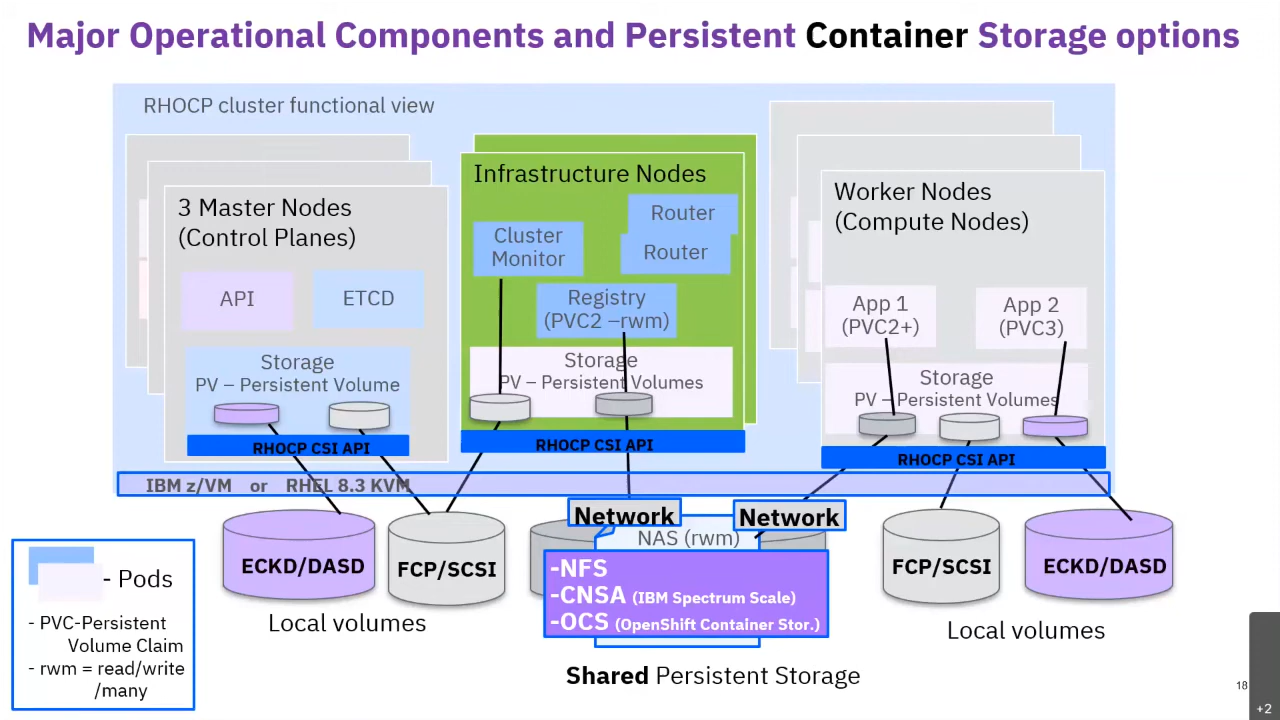 Major Operational Components and Persistent Container Storage options
RHOCP cluster functional view
3 Master Nodes
(Control Planes)
API
ETCD
Storage
PV – Persistent Volume
RHOCP CSI API
Infrastructure Nodes
Cluster
Monitor
Router
Router
Registry
(PVC2 –rwm)
Storage
PV – Persistent Volumes
RHOCP CSI API
Worker Nodes
(Compute Nodes)
App 1
(PVC2+)
App 2
(PVC3)
Storage
PV – Persistent Volumes
RHOCP CSI API
IBM z/VM or RHEL 8.3 KVM
ECKD/DASD
FCP/SCSI
Local volumes
Network
Network
NAS (rwm)
-NFS
-CNSA (IBM Spectrum Scale)
-OCS (OpenShift Container Stor.)
Shared Persistent Storage
FCP/SCSI
ECKD/DASD
Local volumes
- Pods
- PVC-Persistent
Volume Claim
- rwm = read/write
/many
18
+2